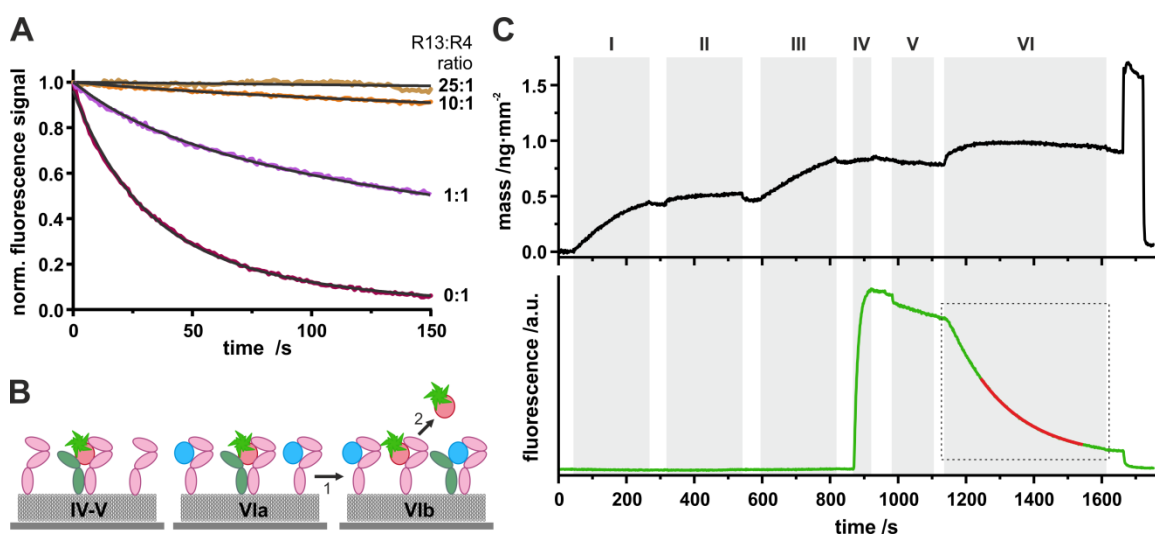 A
R13:R4
ratio
norm. fluorescence signal
1.0
0.8
0.6
0.4
0.2
0.0
25:1
10:1
1:1
0:1
0 50 100 150
time /s
B
IV-V
VIa
1
VIb
2
C
I II III IV V VI
mass /ng·mm⁻²
1.5
1.0
0.5
0.0
fluorescence /a.u.
0 200 400 600 800 1000 1200 1400 1600
time /s